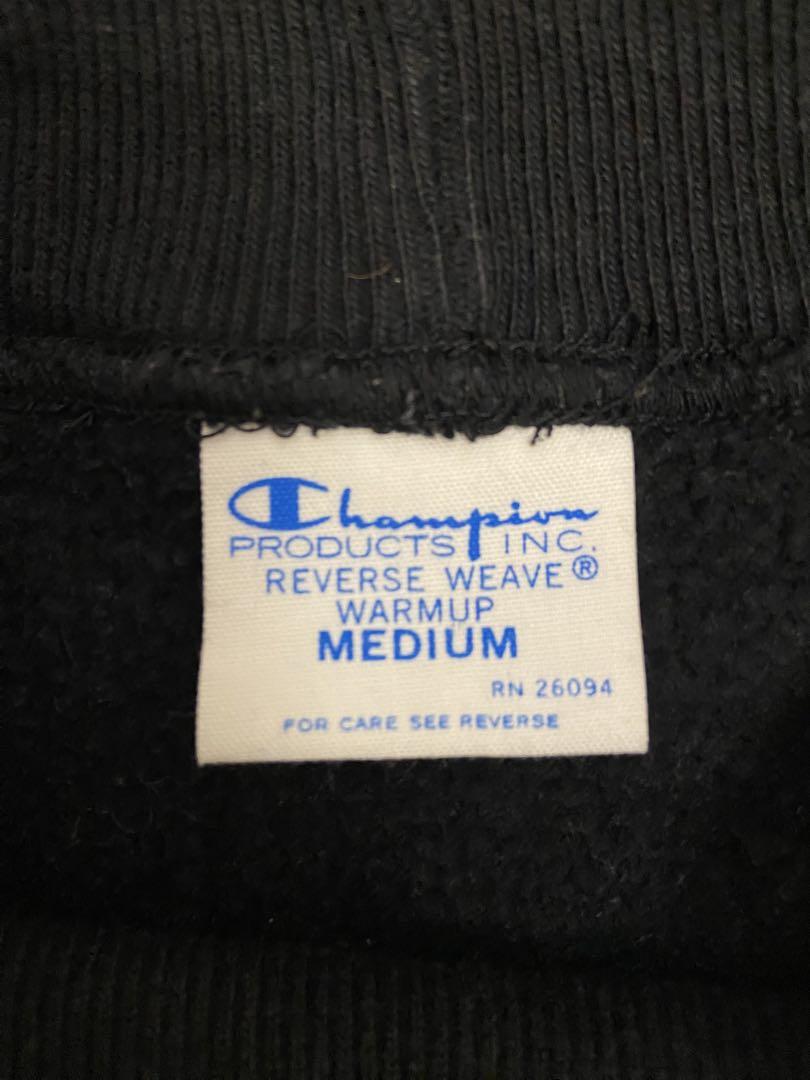 Champion
PRODUCTS INC.
REVERSE WEAVE®
WARMUP
MEDIUM
RN 26094
FOR CARE SEE REVERSE